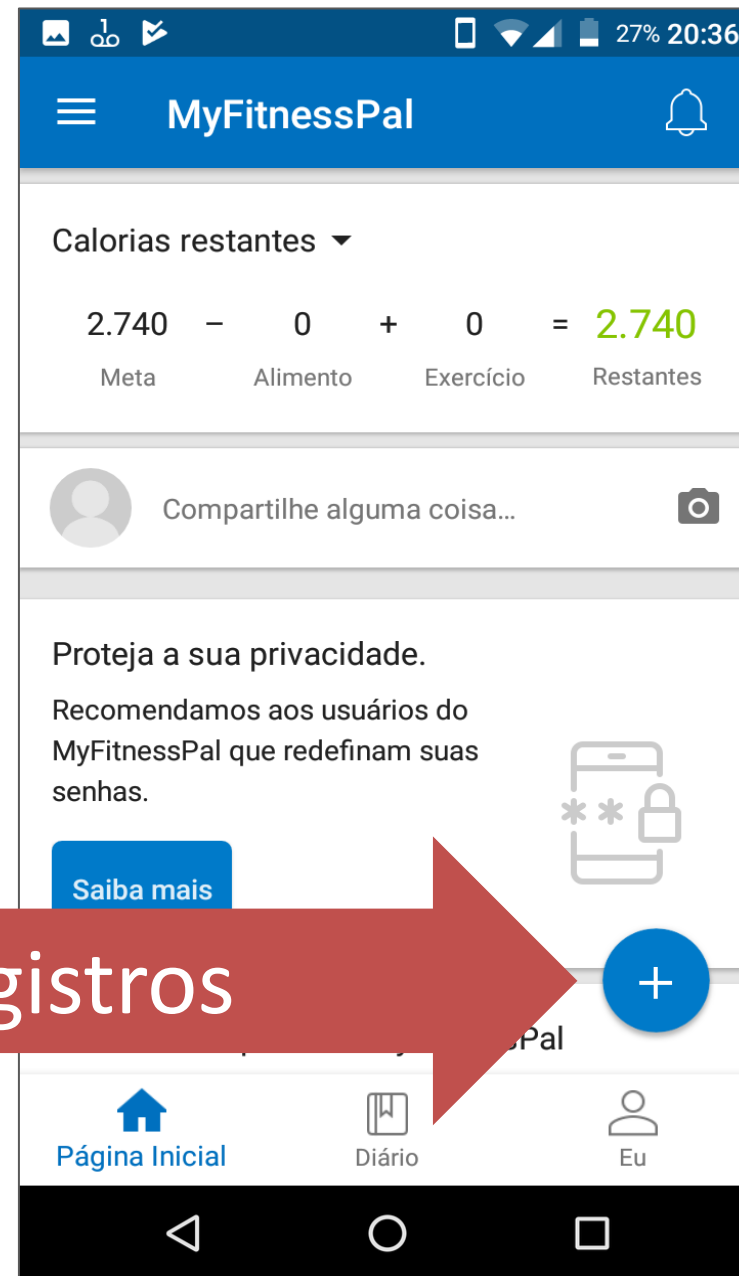 27% 20:36
MyFitnessPal
Calorias restantes
2.740 – 0 + 0 = 2.740
Meta Alimento Exercício Restantes
Compartilhe alguma coisa...
Proteja a sua privacidade.
Recomendamos aos usuários do
MyFitnessPal que redefinam suas
senhas.
**
Saiba mais
gistros
+
Pal
Página Inicial Diário Eu